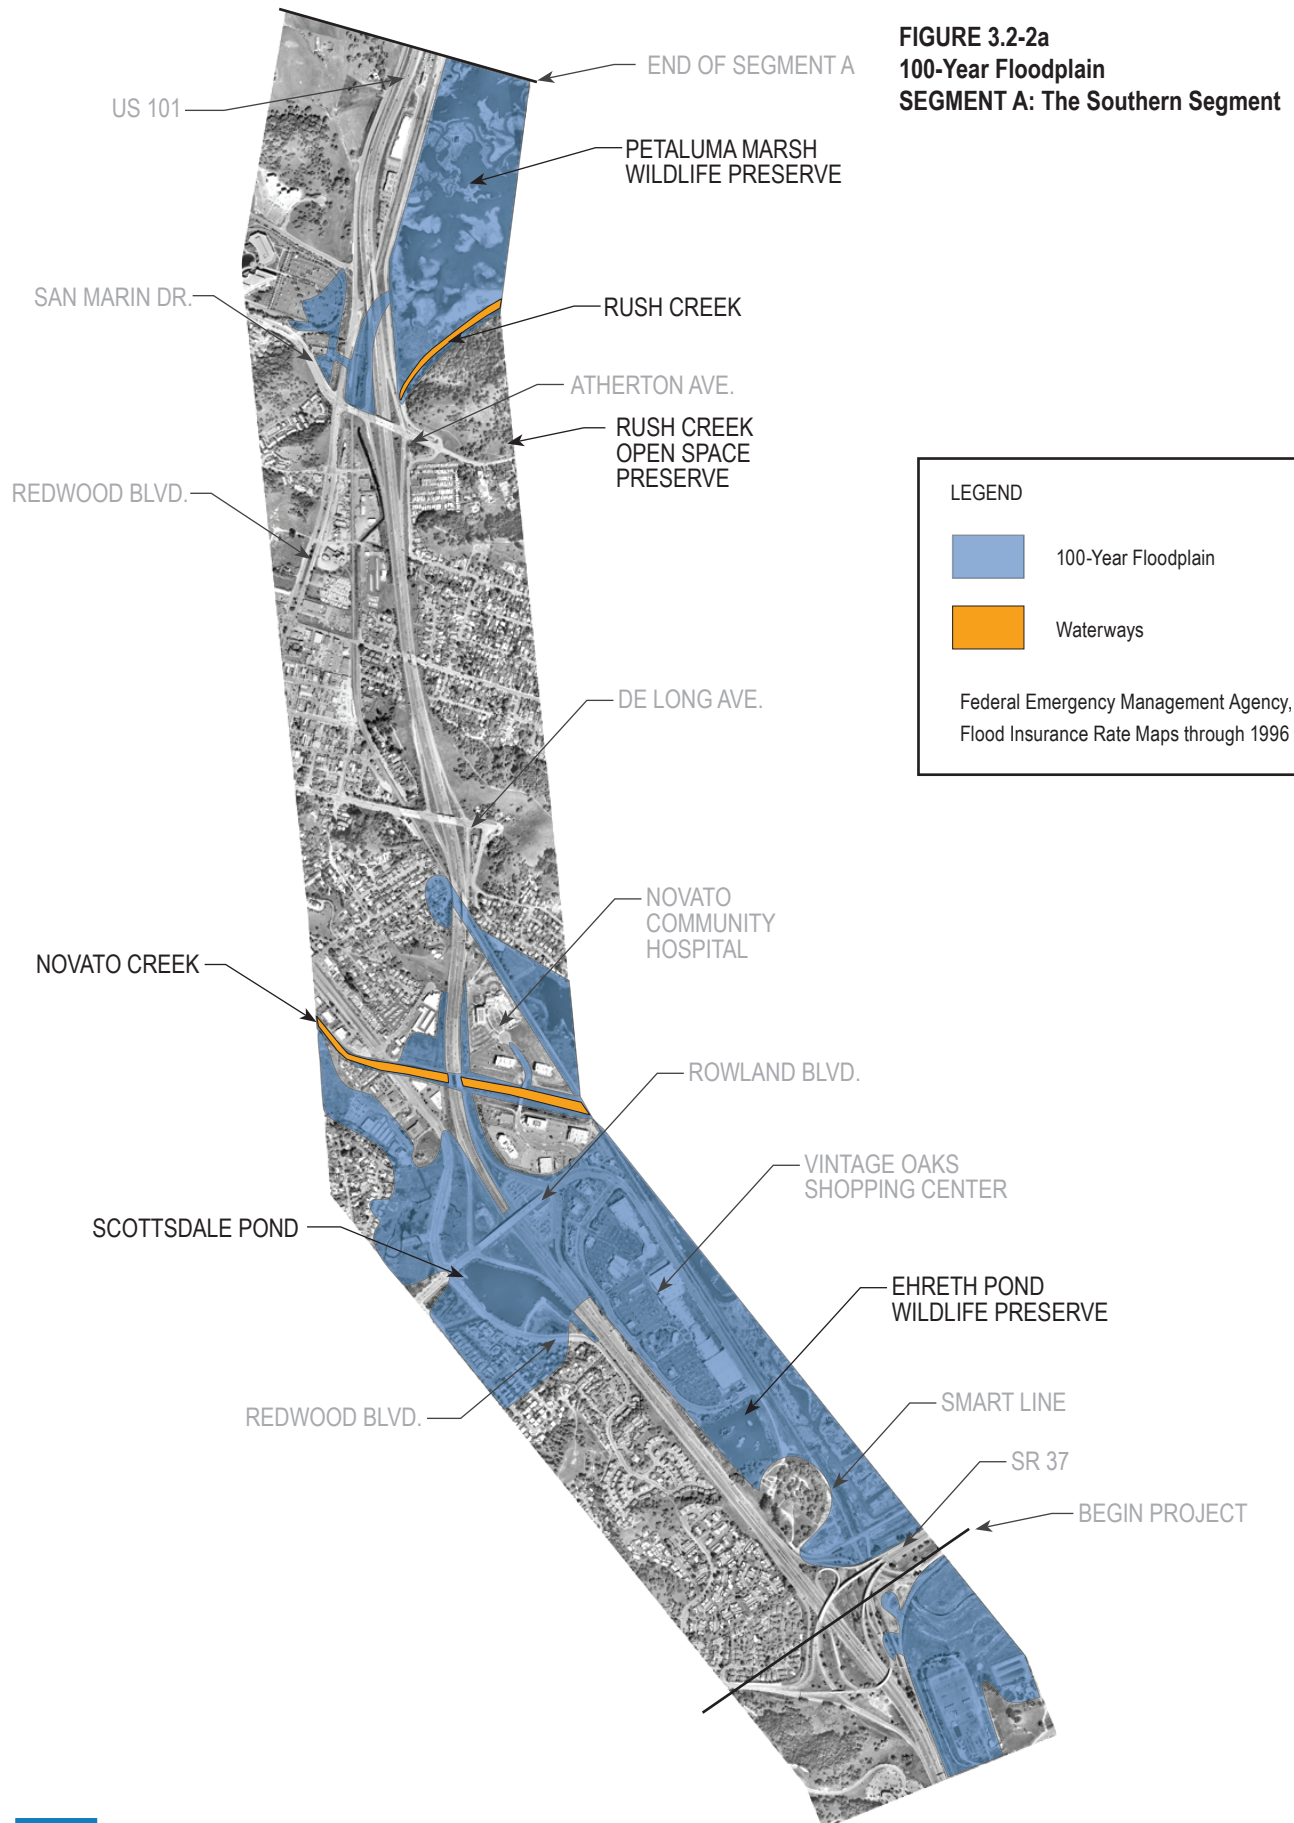 FIGURE 3.2-2a
100-Year Floodplain
SEGMENT A: The Southern Segment
END OF SEGMENT A
US 101
PETALUMA MARSH
WILDLIFE PRESERVE
SAN MARIN DR.
RUSH CREEK
ATHERTON AVE.
RUSH CREEK
OPEN SPACE
PRESERVE
REDWOOD BLVD.
LEGEND
100-Year Floodplain
Waterways
Federal Emergency Management Agency,
Flood Insurance Rate Maps through 1996
DE LONG AVE.
NOVATO
COMMUNITY
HOSPITAL
NOVATO CREEK
ROWLAND BLVD.
VINTAGE OAKS
SHOPPING CENTER
SCOTTSDALE POND
EHRETH POND
WILDLIFE PRESERVE
REDWOOD BLVD.
SMART LINE
SR 37
BEGIN PROJECT